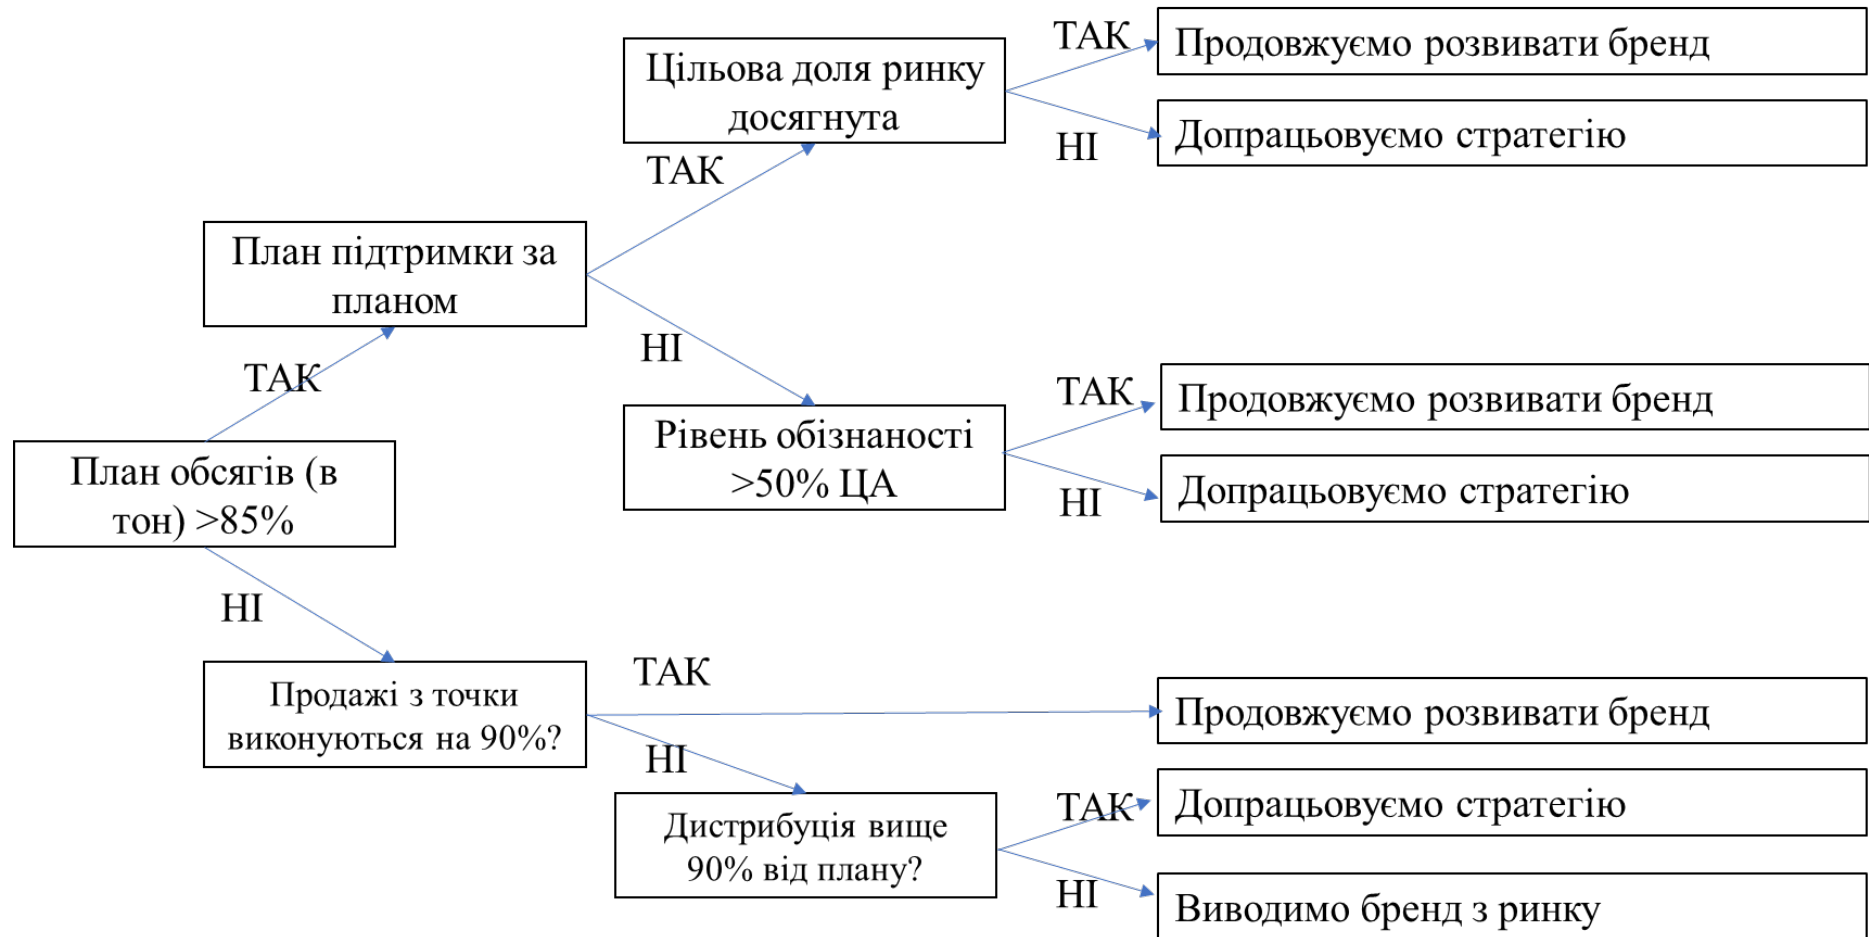 ТАК
Продовжуємо розвивати бренд
Цільова доля ринку
досягнута
НІ
Допрацьовуємо стратегію
ТАК
План підтримки за
планом
НІ
ТАК
Продовжуємо розвивати бренд
Рівень обізнаності
>50% ЦА
НІ
Допрацьовуємо стратегію
ТАК
План обсягів (в
тон) >85%
НІ
Продажі з точки
виконуються на 90%?
ТАК
Продовжуємо розвивати бренд
НІ
Дистрибуція вище
90% від плану?
ТАК
Допрацьовуємо стратегію
НІ
Виводимо бренд з ринку